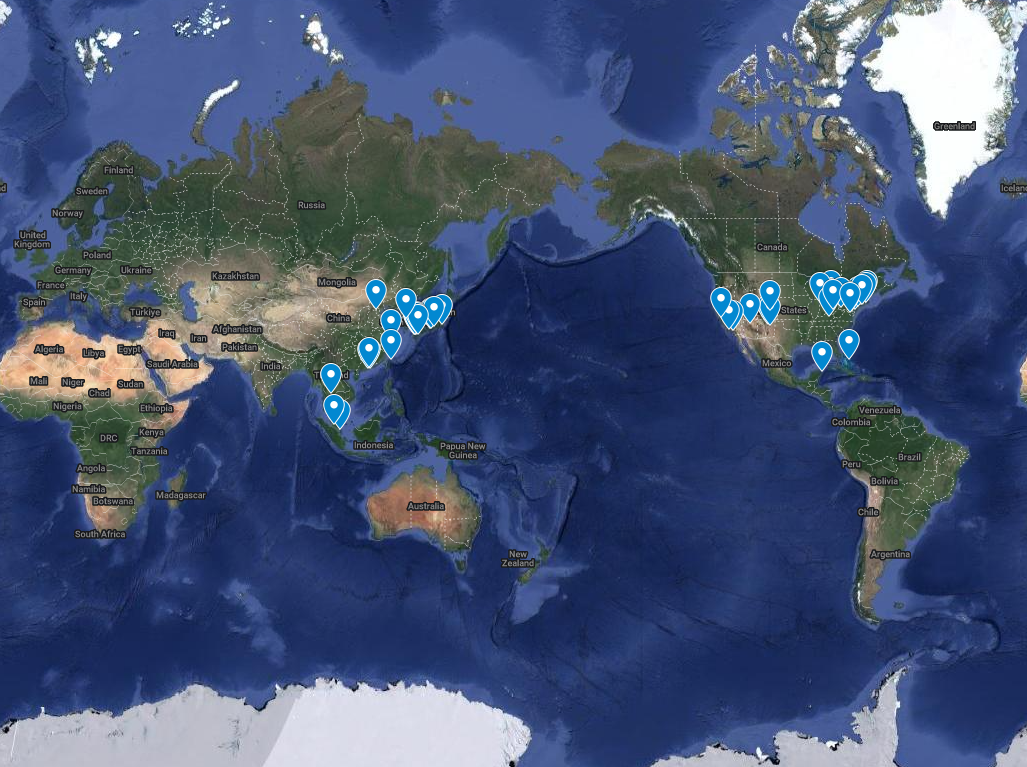 Greenland
Finland
Sweden
Norway
Russia
United
Kingdom
Poland
Germany
Ukraine
France
Italy
Spain
Türkiye
Kazakhstan
Mongolia
China
Canada
States
Iraq
Iran
Afghanistan
Pakistan
Algeria
Libya
Egypt
Saudi Arabia
India
Mexico
Mali
Niger
Chad
Sudan
Nigeria
Ethiopia
Kenya
DRC
Tanzania
Angola
Namibia
Botswana
Madagascar
South Africa
Indonesia
Papua New
Guinea
Australia
New
Zealand
Venezuela
Colombia
Brazil
Peru
Bolivia
Chile
Argentina